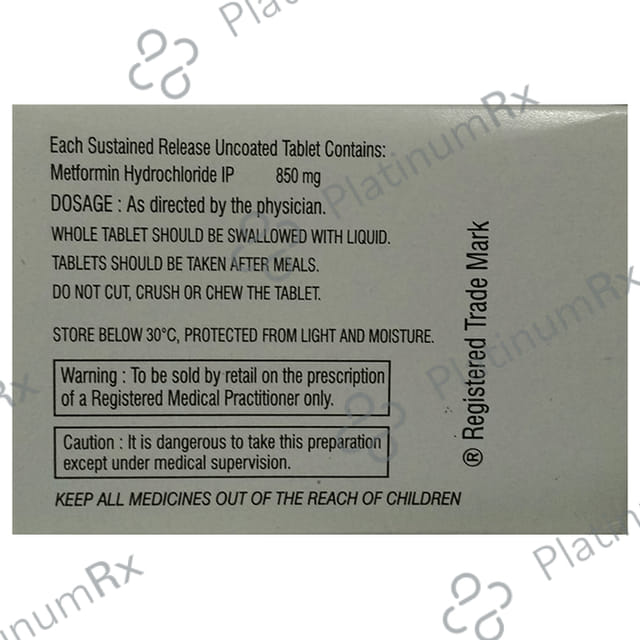 PlatinumRx
Each Sustained Release Uncoated Tablet Contains:
Metformin Hydrochloride IP 850 mg
DOSAGE : As directed by the physician.
WHOLE TABLET SHOULD BE SWALLOWED WITH LIQUID.
TABLETS SHOULD BE TAKEN AFTER MEALS.
DO NOT CUT, CRUSH OR CHEW THE TABLET.
STORE BELOW 30°C, PROTECTED FROM LIGHT AND MOISTURE.
Warning : To be sold by retail on the prescription
of a Registered Medical Practitioner only.
Caution : It is dangerous to take this preparation
except under medical supervision.
KEEP ALL MEDICINES OUT OF THE REACH OF CHILDREN
® Registered Trade Mark
PlatinumRx